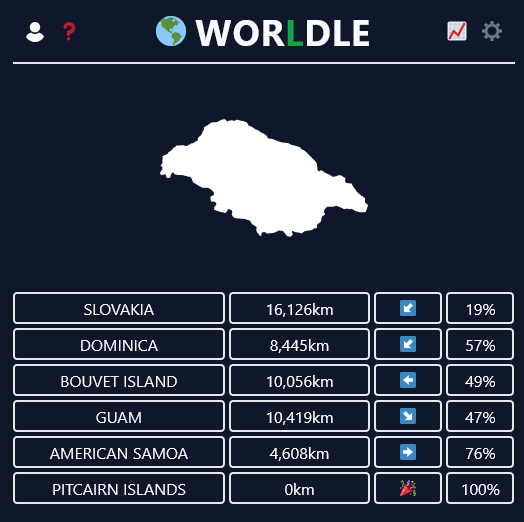 ? WORLDLE
SLOVAKIA 16,126km 19%
DOMINICA 8,445km 57%
BOUVET ISLAND 10,056km 49%
GUAM 10,419km 47%
AMERICAN SAMOA 4,608km 76%
PITCAIRN ISLANDS 0km 100%